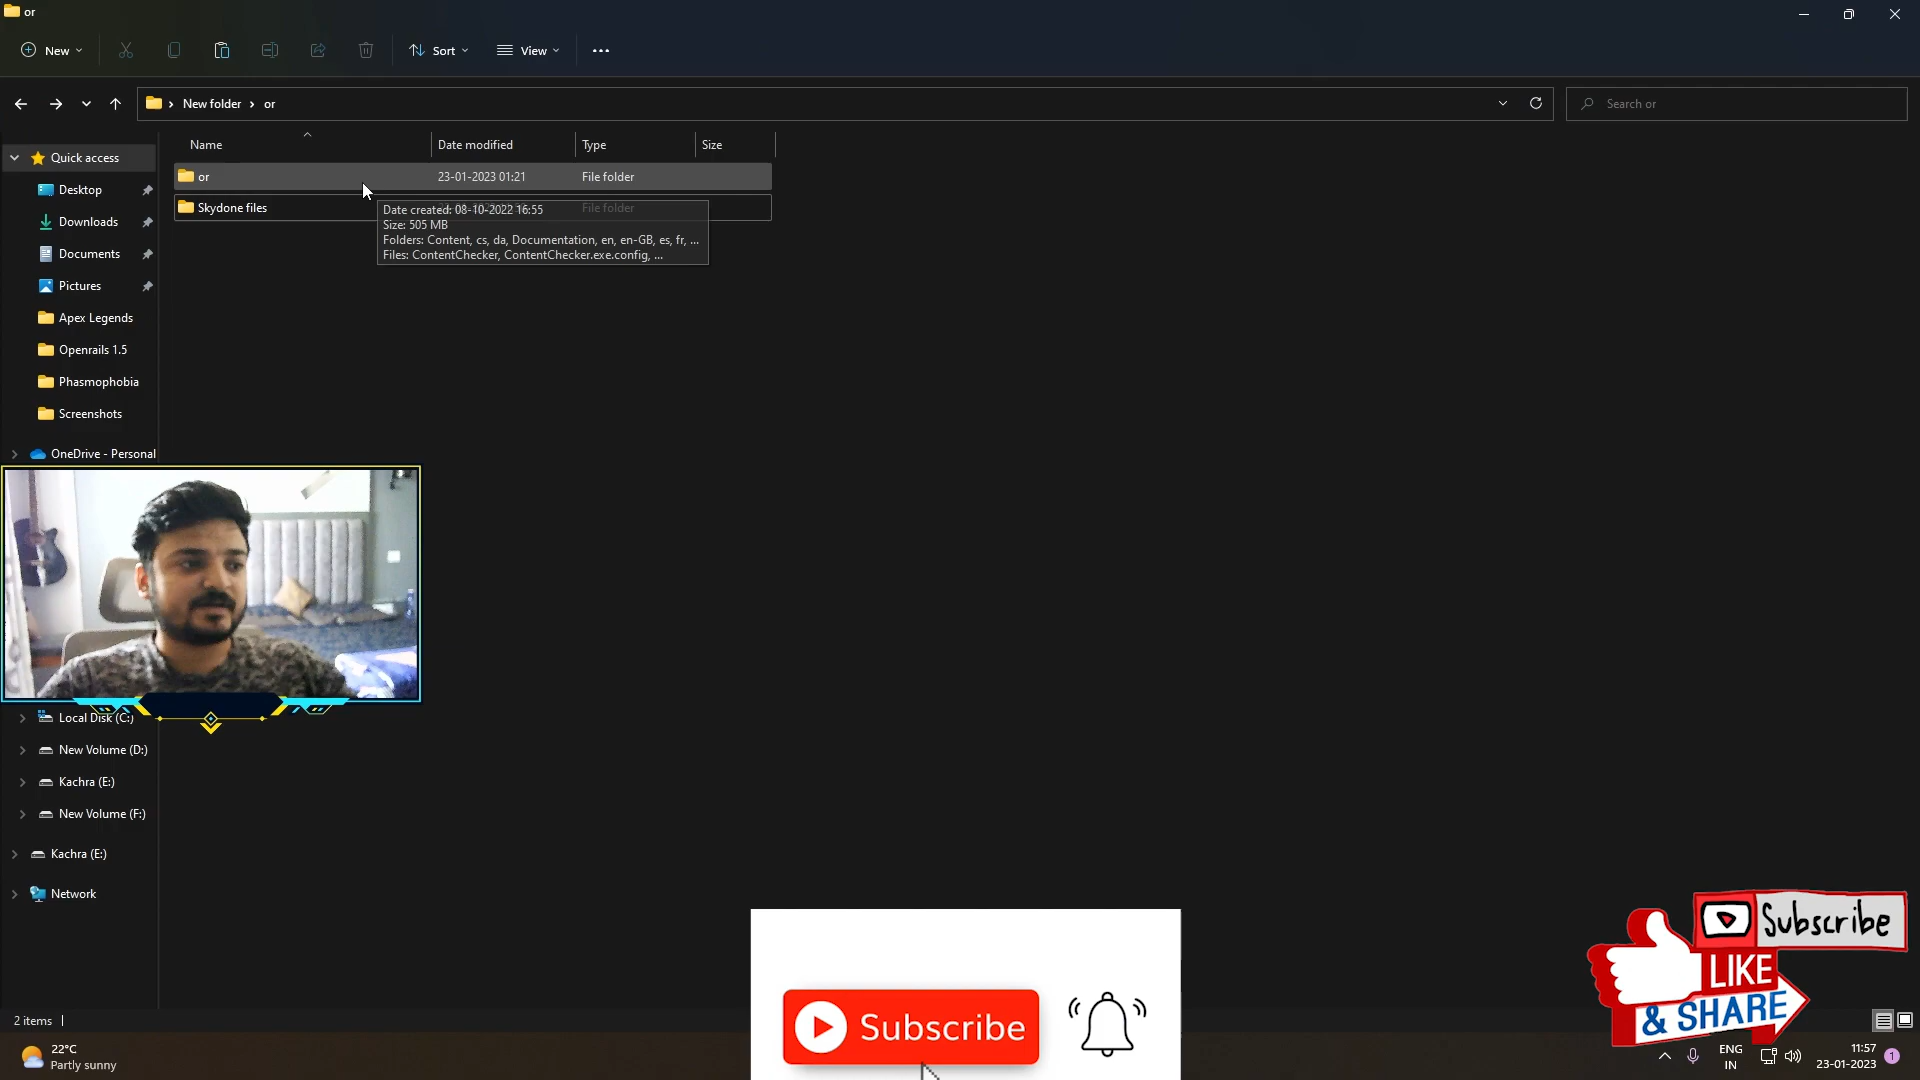 or
New
Sort
View
New folder > or
Search or
Name
Date modified
Type
Size
Quick access
or
23-01-2023 01:21
File folder
Desktop
Skydone files
File folder
Date created: 08-10-2022 16:55
Size: 505 MB
Folders: Content, cs, da, Documentation, en, en-GB, es, fr, ...
Files: ContentChecker, ContentChecker.exe.config, ...
Downloads
Documents
Pictures
Apex Legends
Openrails 1.5
Phasmophobia
Screenshots
OneDrive - Personal
Local Disk (C:)
New Volume (D:)
Kachra (E:)
New Volume (F:)
Kachra (E:)
Network
2 items
Subscribe
Subscribe
LIKE
& SHARE
22°C
Partly sunny
ENG
IN
11:57
23-01-2023
1